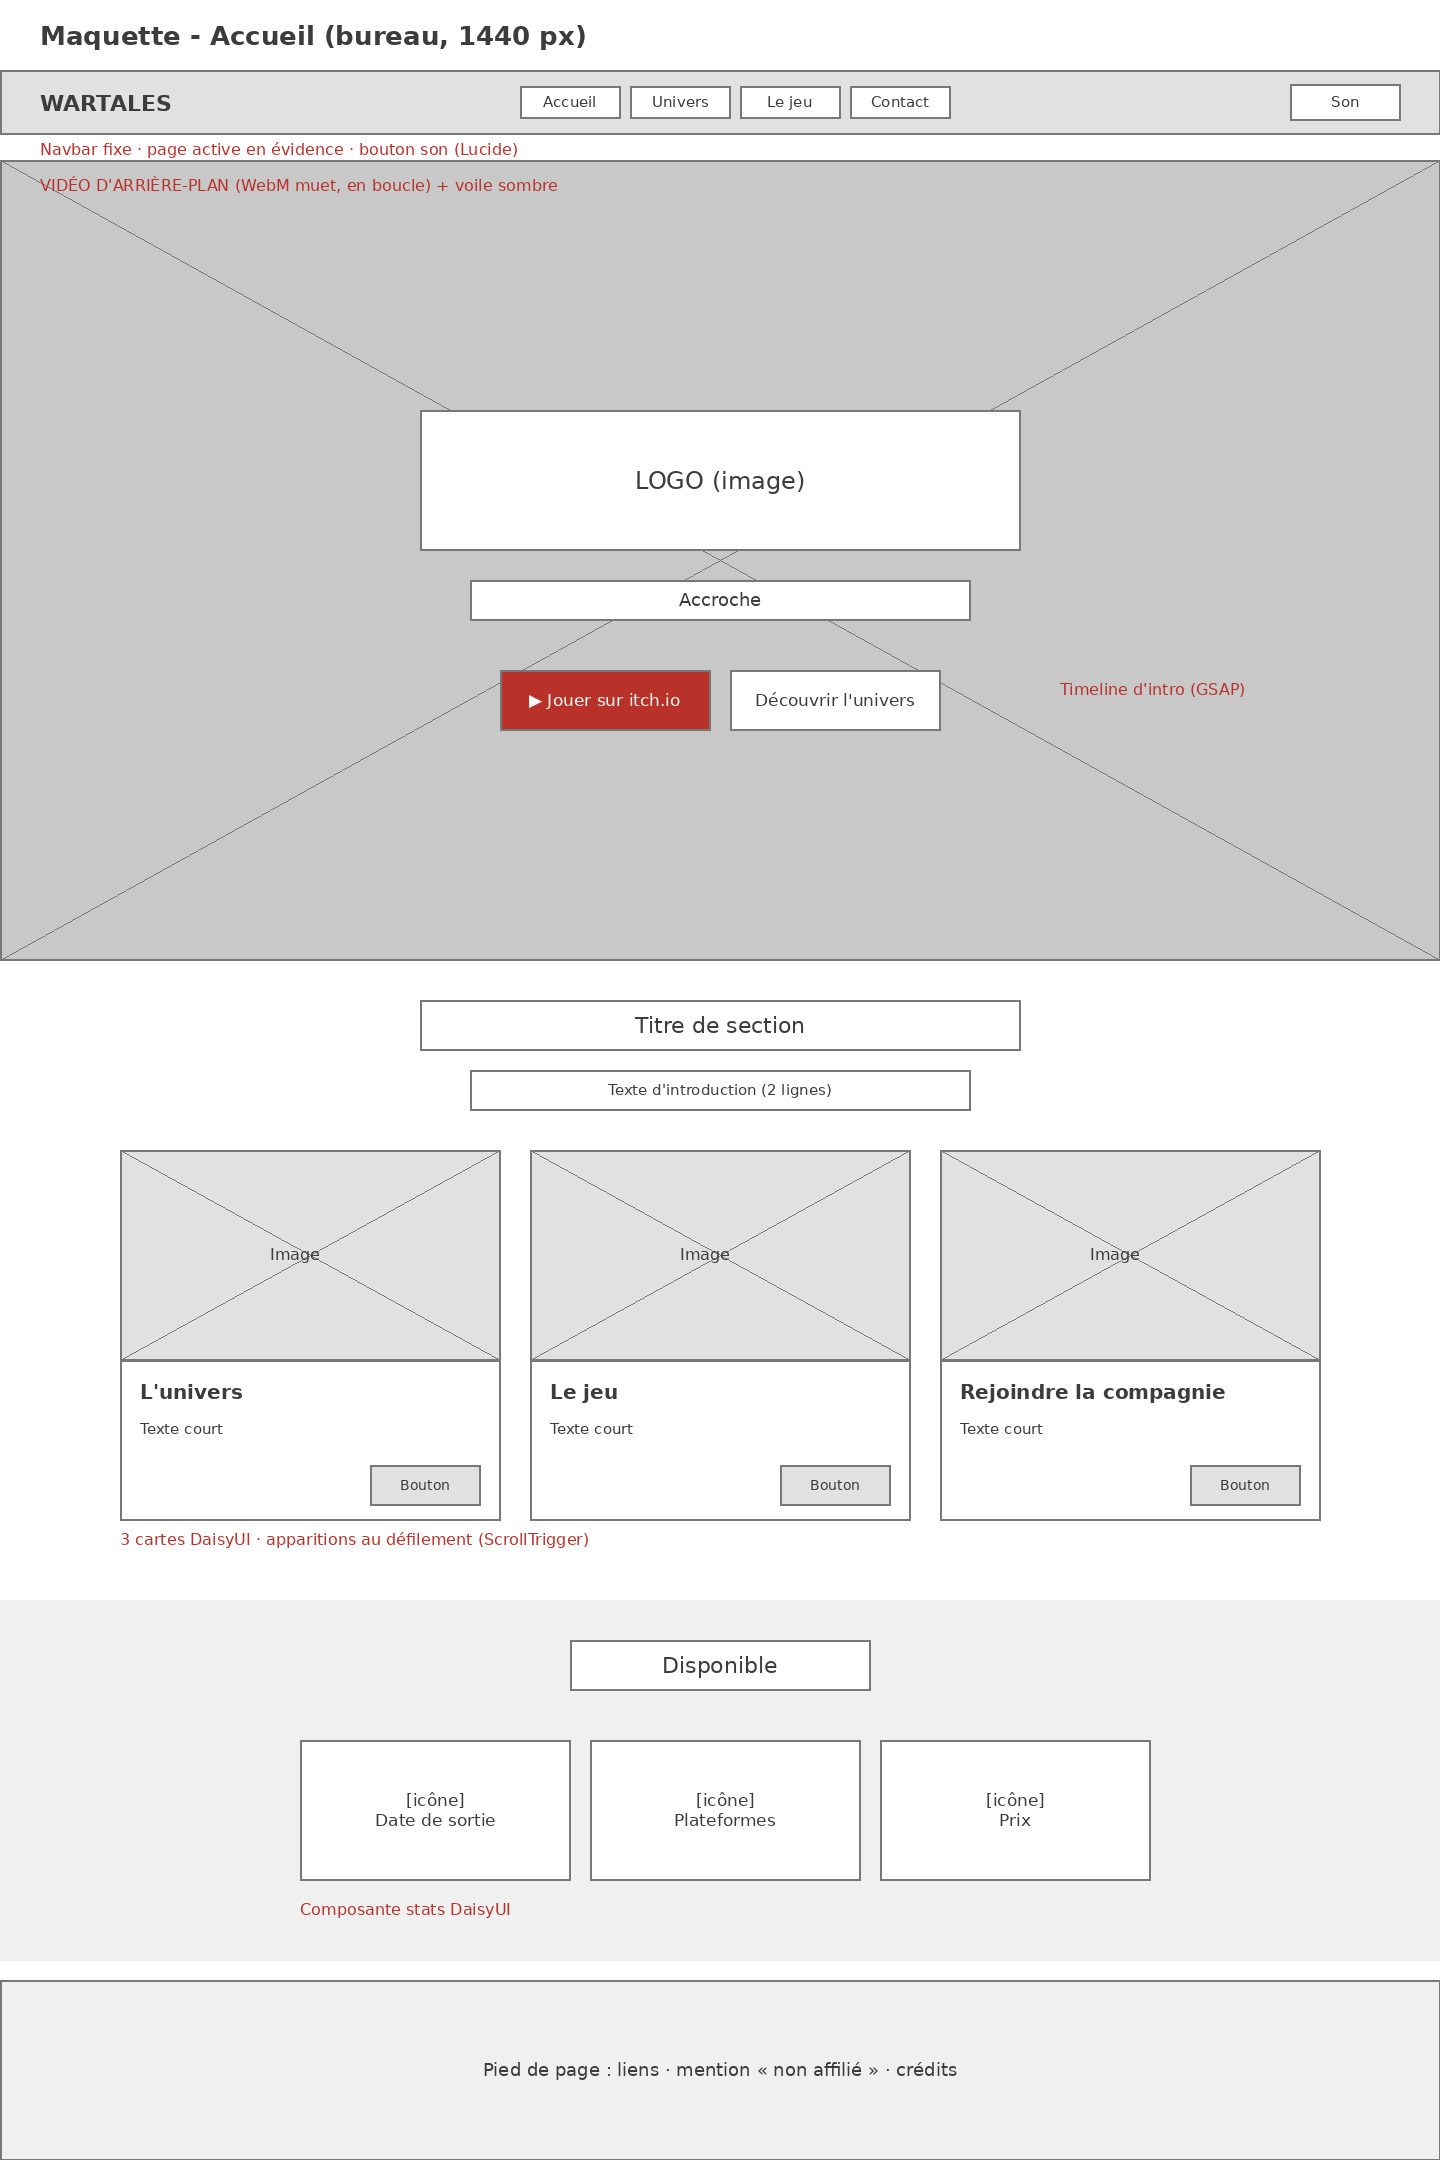 Maquette - Accueil (bureau, 1440 px)
WARTALES
Accueil
Univers
Le jeu
Contact
Son
Navbar fixe · page active en évidence · bouton son (Lucide)
VIDÉO D'ARRIÈRE-PLAN (WebM muet, en boucle) + voile sombre
LOGO (image)
Accroche
▶ Jouer sur itch.io
Découvrir l'univers
Timeline d'intro (GSAP)
Titre de section
Texte d'introduction (2 lignes)
Image
Image
Image
L'univers
Texte court
Bouton
Le jeu
Texte court
Bouton
Rejoindre la compagnie
Texte court
Bouton
3 cartes DaisyUI · apparitions au défilement (ScrollTrigger)
Disponible
[icône]
Date de sortie
[icône]
Plateformes
[icône]
Prix
Composante stats DaisyUI
Pied de page : liens · mention « non affilié » · crédits